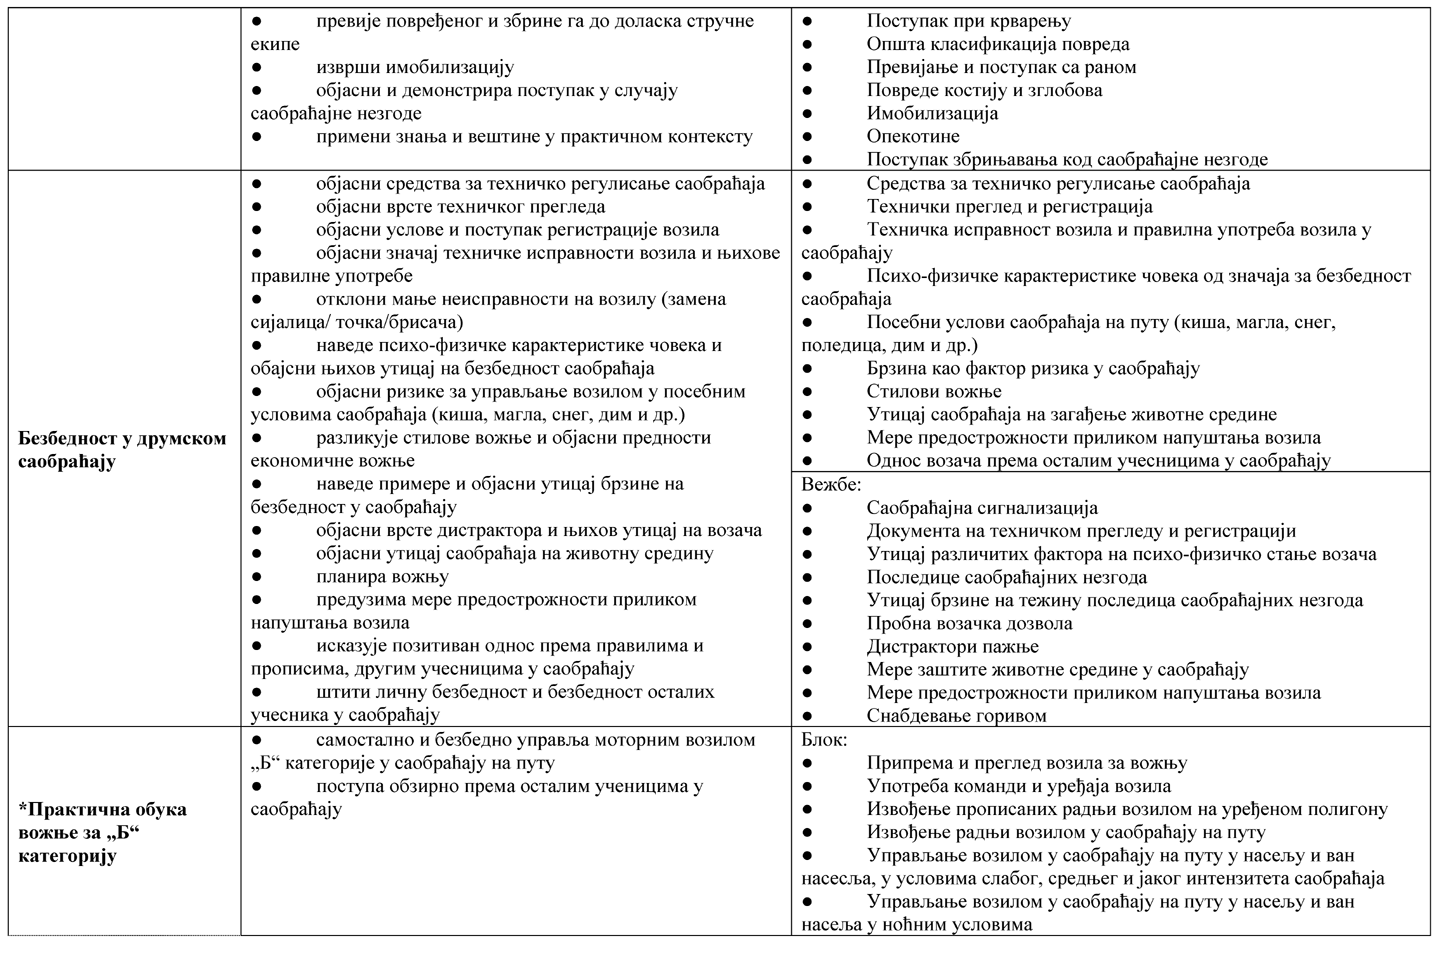 ● превије повређеног и збрине га до доласка стручне
екипе
● изврши имобилизацију
● објасни и демонстрира поступак у случају
саобраћајне незгоде
● примени знања и вештине у практичном контексту
● Поступак при крварењу
● Општа класификација повреда
● Превијање и поступак са раном
● Повреде костију и зглобова
● Имобилизација
● Опекотине
● Поступак збрињавања код саобраћајне незгоде
Безбедност у друмском
саобраћају
● објасни средства за техничко регулисање саобраћаја
● објасни врсте техничког прегледа
● објасни услове и поступак регистрације возила
● објасни значај техничке исправности возила и њихове
правилне употребе
● отклони мање неисправности на возилу (замена
сијалица/ точка/брисача)
● наведе психо-физичке карактеристике човека и
обајсни њихов утицај на безбедност саобраћаја
● објасни ризике за управљање возилом у посебним
условима саобраћаја (киша, магла, снег, дим и др.)
● разликује стилове вожње и објасни предности
економичне вожње
● наведе примере и објасни утицај брзине на
безбедност у саобраћају
● објасни врсте дистрактора и њихов утицај на возача
● објасни утицај саобраћаја на животну средину
● планира вожњу
● предузима мере предострожности приликом
напуштања возила
● исказује позитиван однос према правилима и
прописима, другим учесницима у саобраћају
● штити личну безбедност и безбедност осталих
учесника у саобраћају
● Средства за техничко регулисање саобраћаја
● Технички преглед и регистрација
● Техничка исправност возила и правилна употреба возила у
саобраћају
● Психо-физичке карактеристике човека од значаја за безбедност
саобраћаја
● Посебни услови саобраћаја на путу (киша, магла, снег,
поледица, дим и др.)
● Брзина као фактор ризика у саобраћају
● Стилови вожње
● Утицај саобраћаја на загађење животне средине
● Мере предострожности приликом напуштања возила
● Однос возача према осталим учесницима у саобраћају
Вежбе:
● Саобраћајна сигнализација
● Документа на техничком прегледу и регистрацији
● Утицај различитих фактора на психо-физичко стање возача
● Последице саобраћајних незгода
● Утицај брзине на тежину последица саобраћајних незгода
● Пробна возачка дозвола
● Дистрактори пажње
● Мере заштите животне средине у саобраћају
● Мере предострожности приликом напуштања возила
● Снабдевање горивом
*Практична обука
вожње за „Б“
категорију
● самостално и безбедно управља моторним возилом
„Б“ категорије у саобраћају на путу
● поступа обзирно према осталим ученицима у
саобраћају
Блок:
● Припрема и преглед возила за вожњу
● Употреба команди и уређаја возила
● Извођење прописаних радњи возилом на уређеном полигону
● Извођење радњи возилом у саобраћају на путу
● Управљање возилом у саобраћају на путу у насељу и ван
насесља, у условима слабог, средњег и јаког интензитета саобраћаја
● Управљање возилом у саобраћају на путу у насељу и ван
насеља у ноћним условима